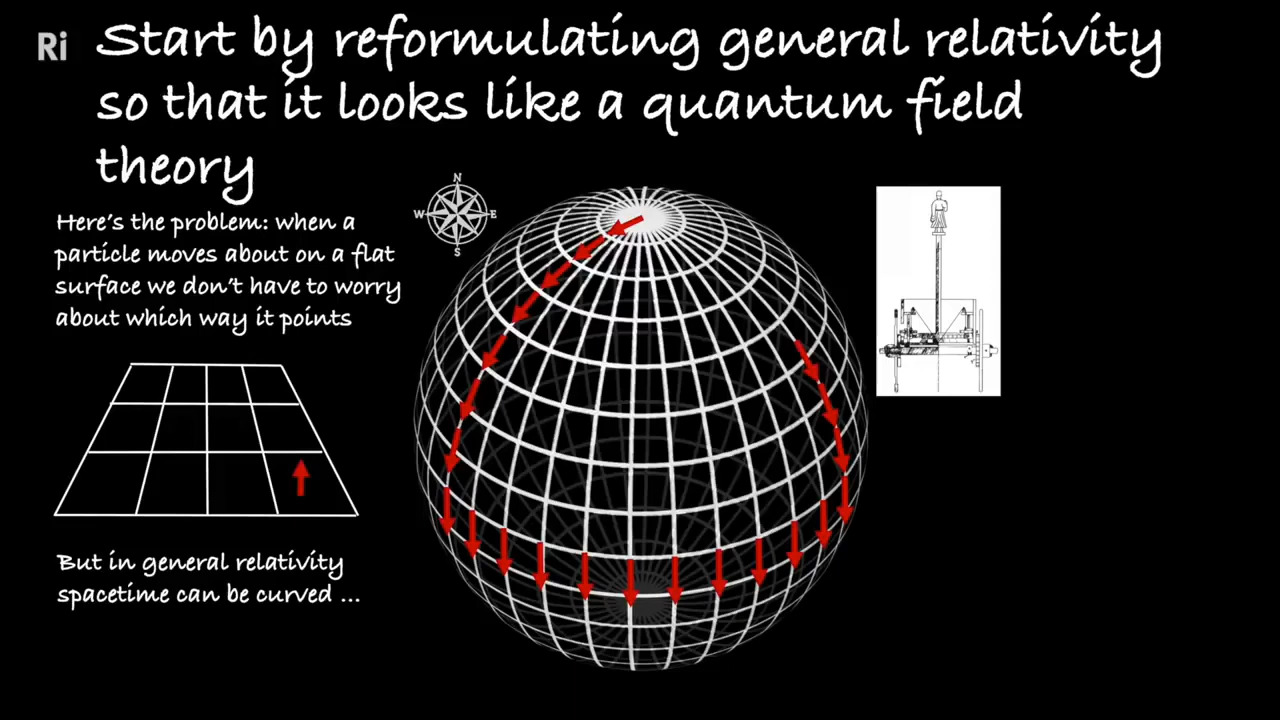 Ri
Start by reformulating general relativity
so that it looks like a quantum field
theory
Here's the problem: when a
particle moves about on a flat
surface we don't have to worry
about which way it points
N
W
E
S
But in general relativity
spacetime can be curved ...